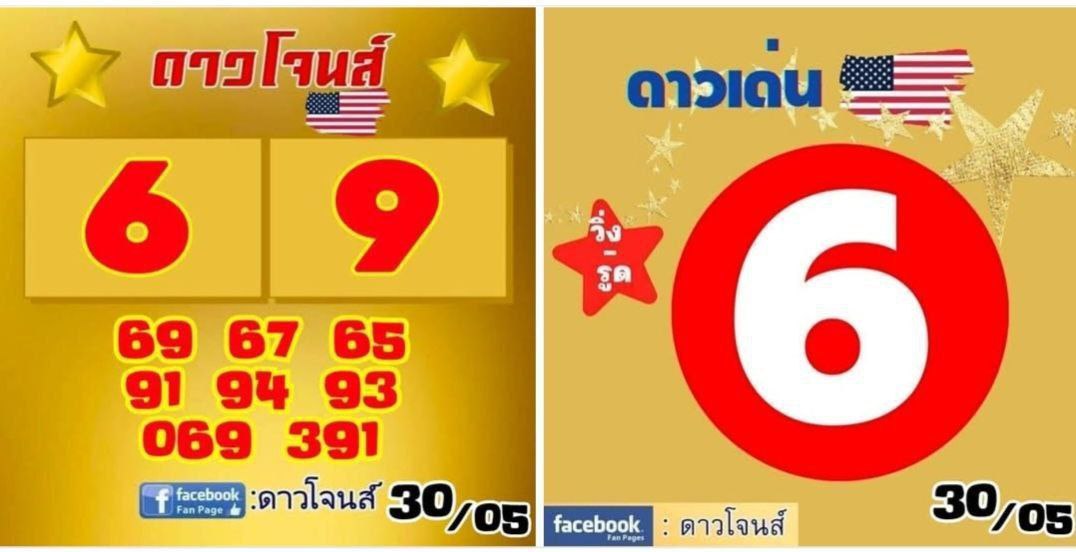 ดาวโจนส์
6 9
69 67 65
91 94 93
069 391
facebook
Fan Page
:ดาวโจนส์ 30/05
ดาวเด่น
วิ่ง
-
รูด
6
facebook.
Fan Pages
: ดาวโจนส์
30/05